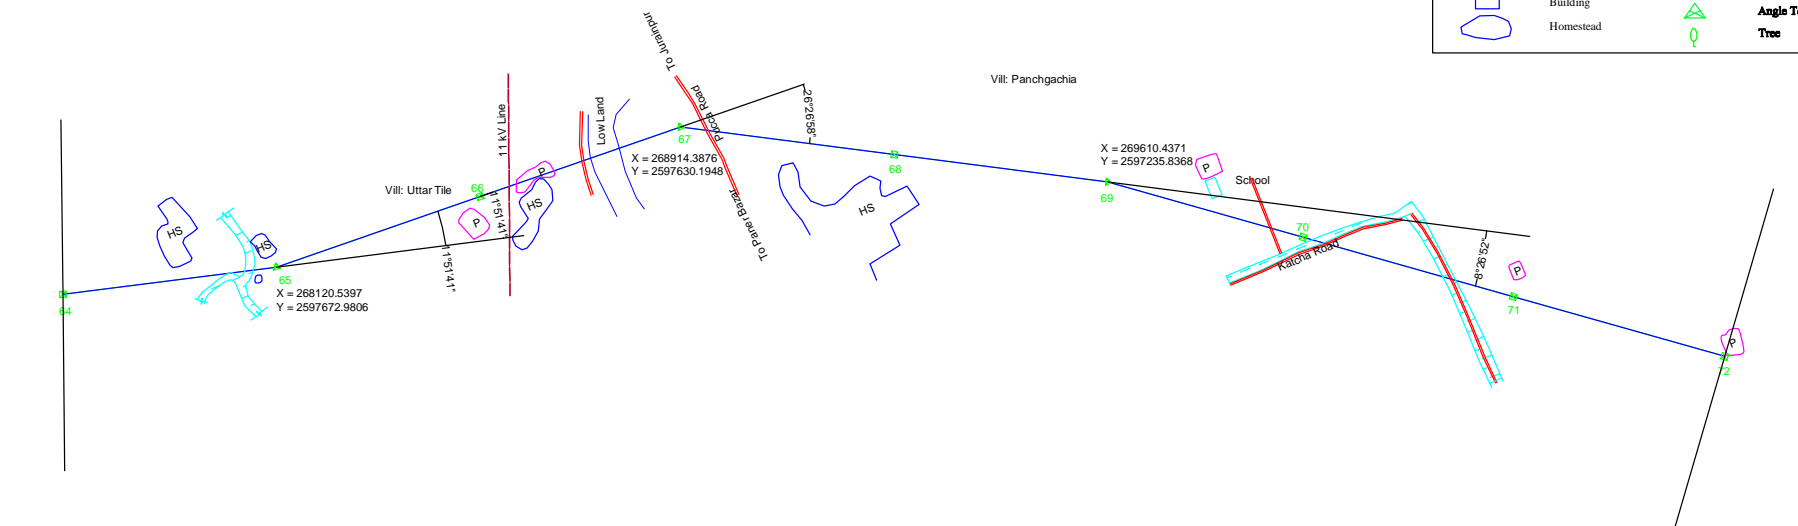 Building
Angle T
Homestead
Tree
To Jurainpur
Vill: Panchgachia
Pucca Road
26°26'58"
11 kV Line
Low Land
67
X = 268914.3876
Y = 2597630.1948
68
X = 269610.4371
Y = 2597235.8368
P
School
69
Vill: Uttar Tile
66
P
11°51'41"
HS
P
HS
To Paner Bazar
HS
HS
70
Katcha Road
8°26'52"
P
11°51'41"
65
X = 268120.5397
Y = 2597672.9806
64
71
P
72